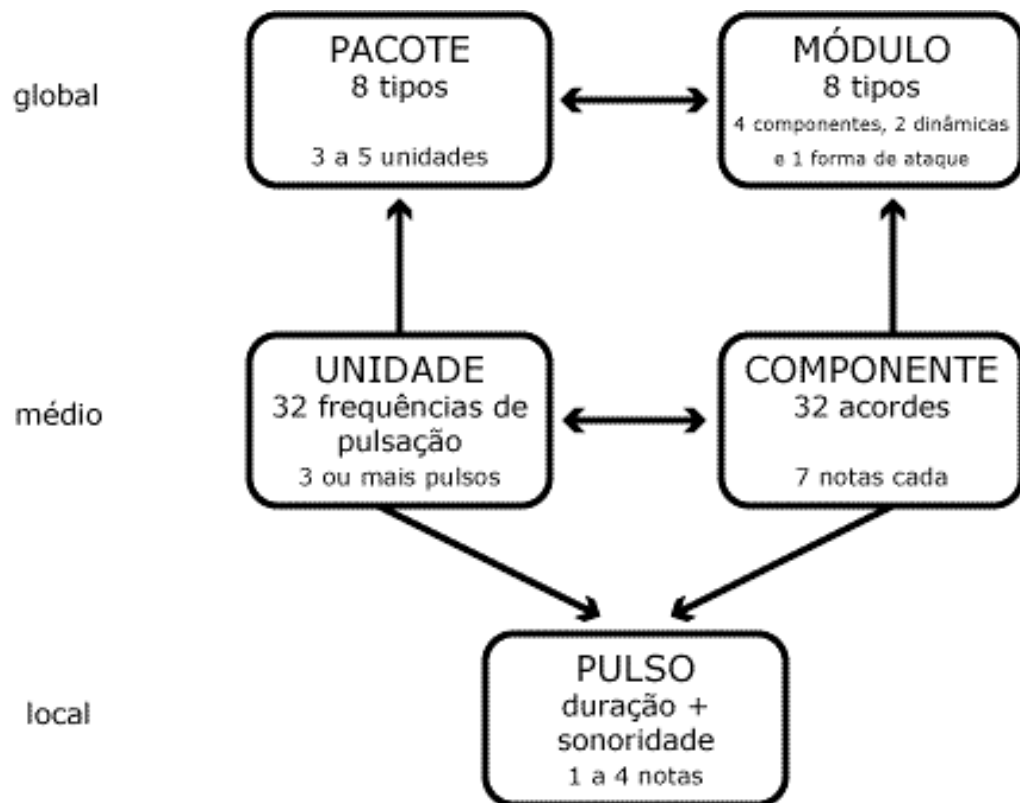 global
PACOTE
8 tipos
3 a 5 unidades
MÓDULO
8 tipos
4 componentes, 2 dinâmicas
e 1 forma de ataque
médio
UNIDADE
32 frequências de
pulsação
3 ou mais pulsos
COMPONENTE
32 acordes
7 notas cada
local
PULSO
duração +
sonoridade
1 a 4 notas